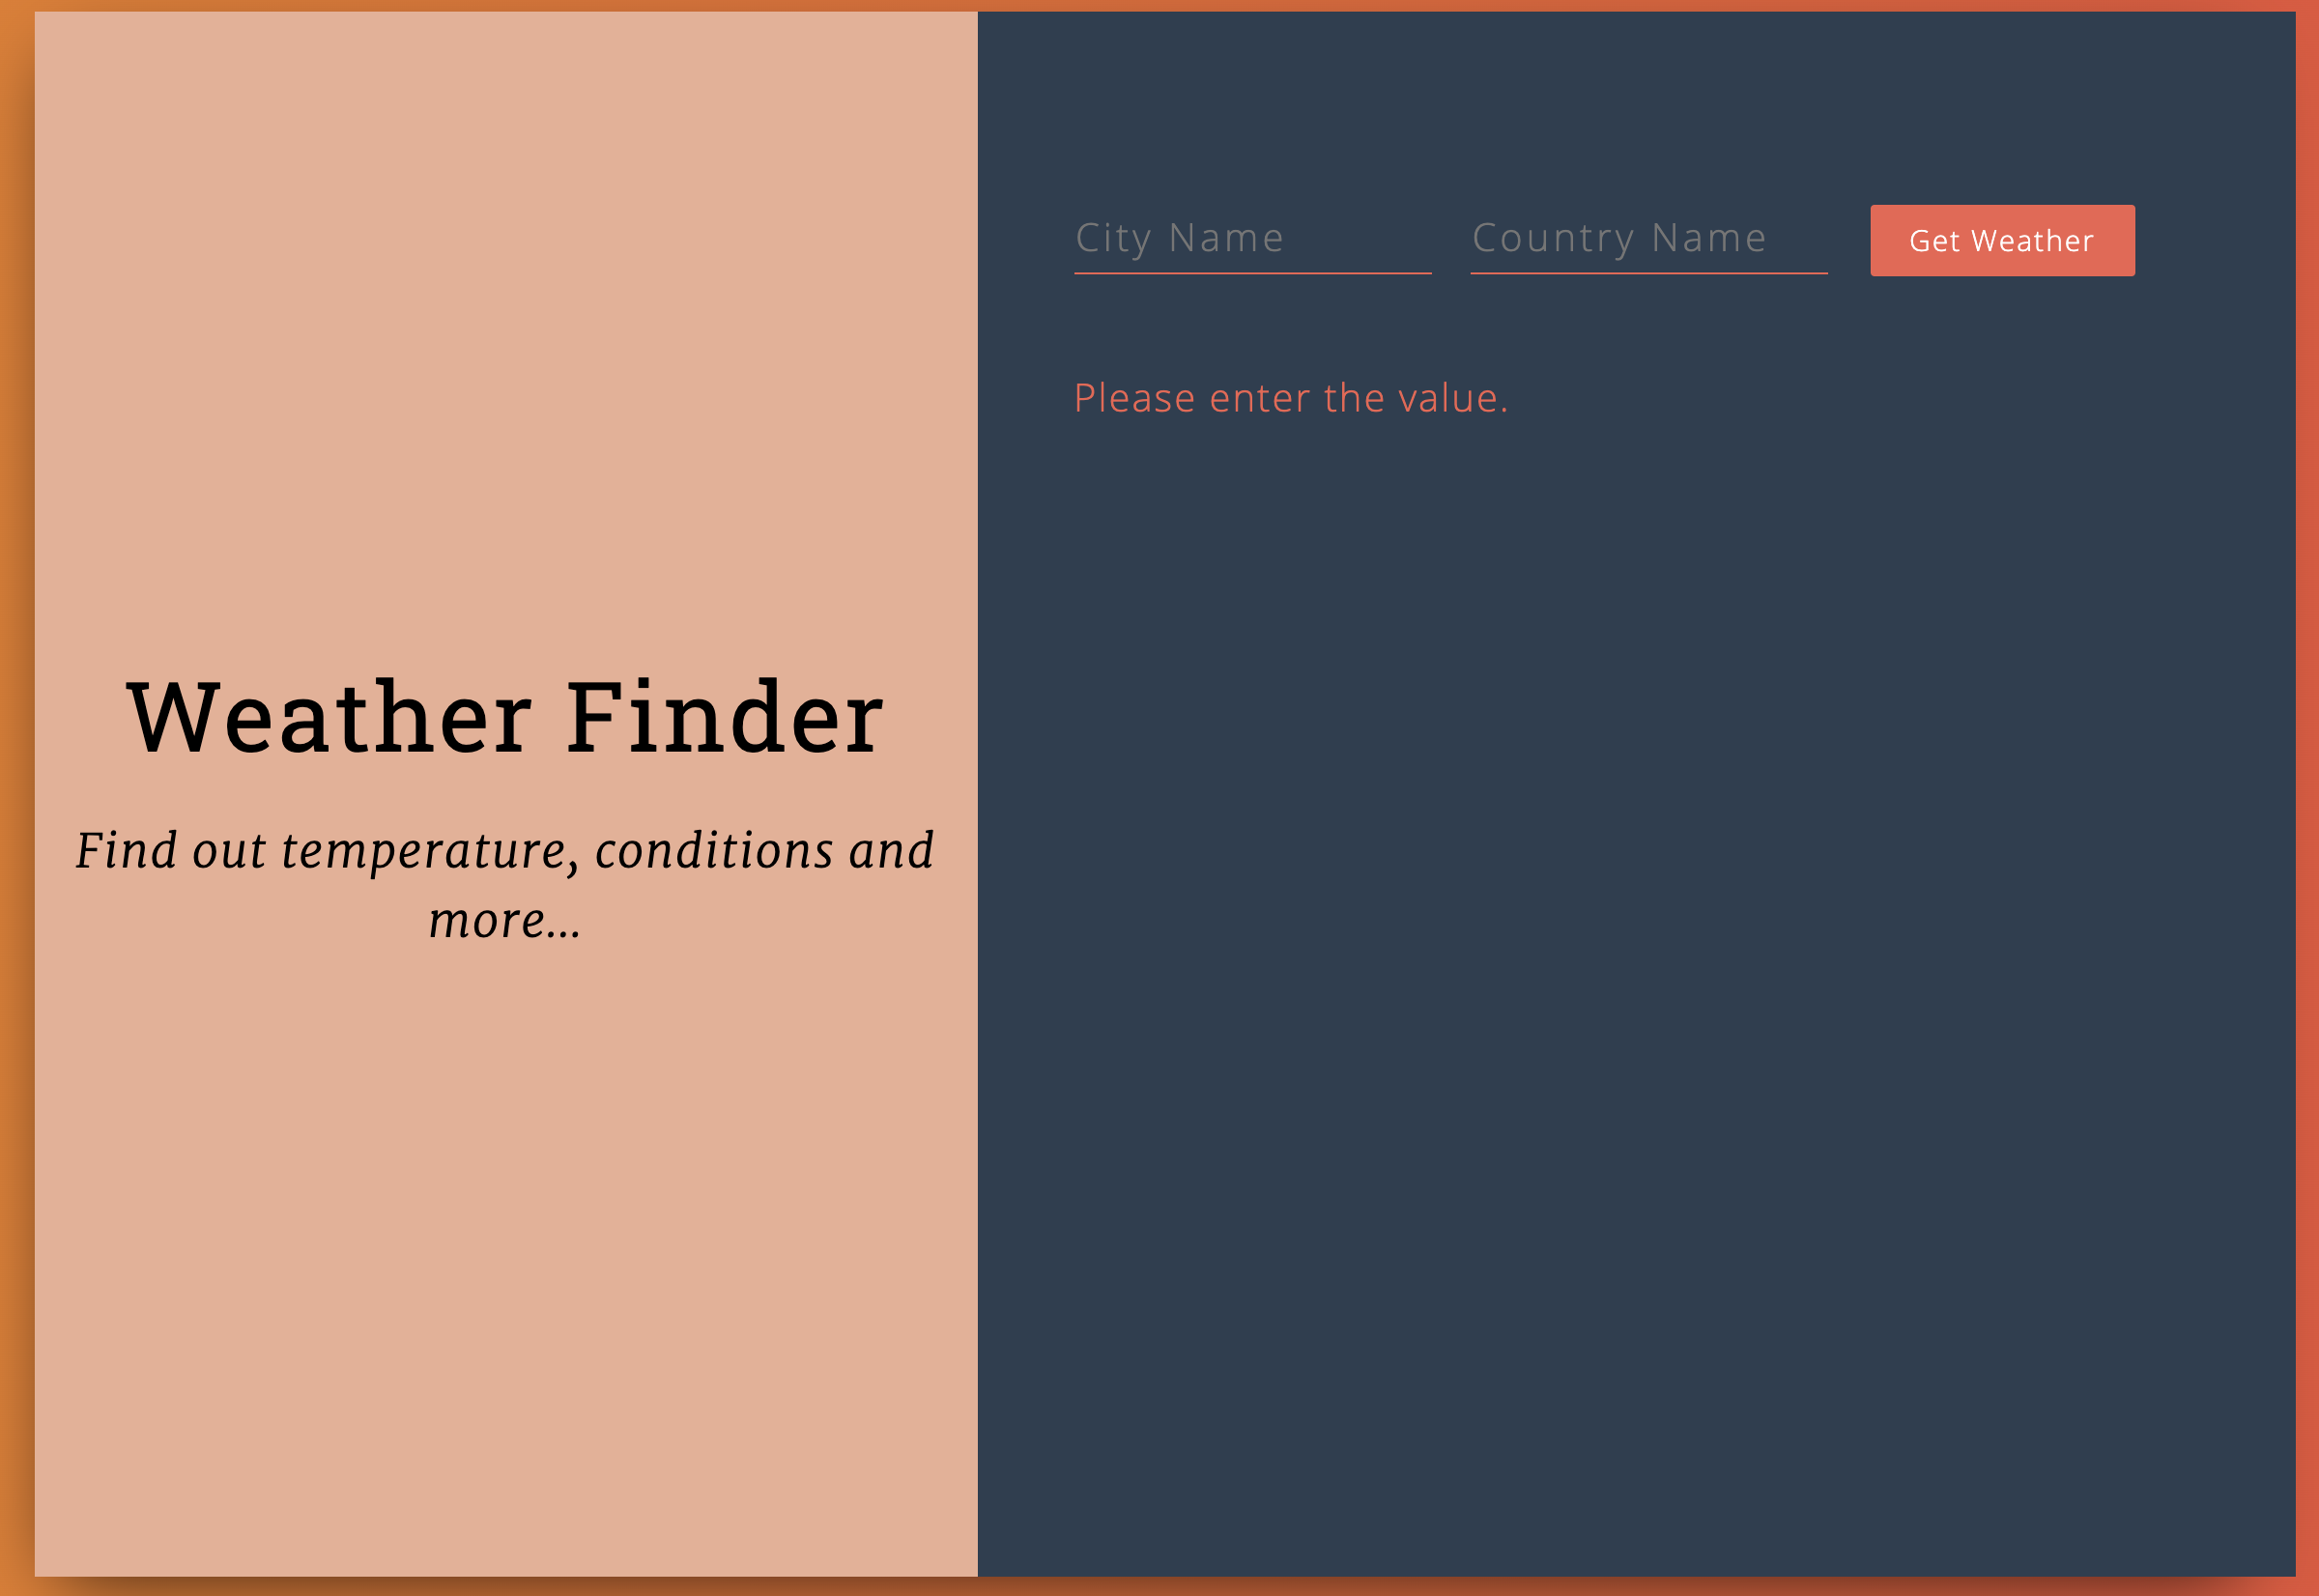 Weather Finder
Find out temperature, conditions and
more...
City Name
Country Name
Get Weather
Please enter the value.